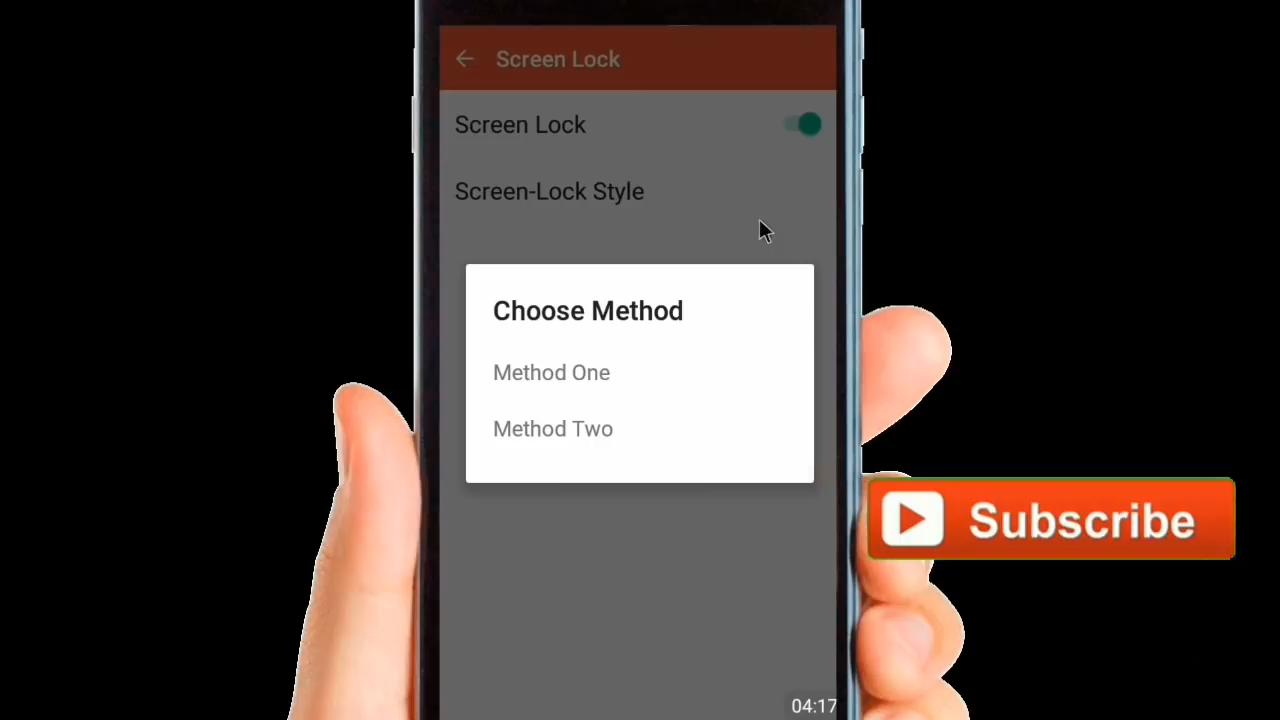 Screen Lock
Screen Lock
Screen-Lock Style
Choose Method
Method One
Method Two
Subscribe
04:17